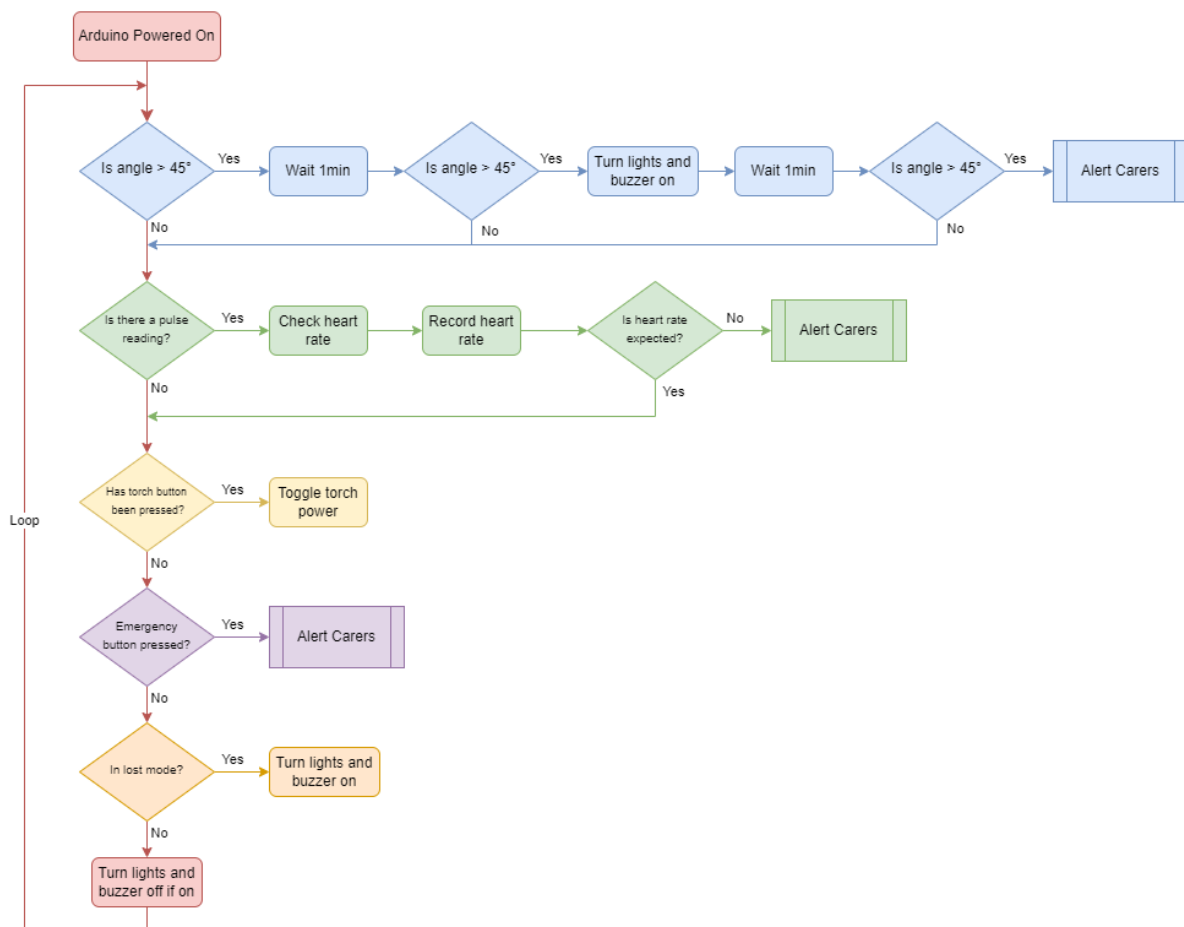 Arduino Powered On
Is angle > 45°
Yes
Wait 1min
Is angle > 45°
Yes
Turn lights and
buzzer on
Wait 1min
Is angle > 45°
Yes
Alert Carers
No
No
No
Is there a pulse
reading?
Yes
Check heart
rate
Record heart
rate
Is heart rate
expected?
No
Alert Carers
No
Yes
Has torch button
been pressed?
Yes
Toggle torch
power
Loop
No
Emergency
button pressed?
Yes
Alert Carers
No
In lost mode?
Yes
Turn lights and
buzzer on
No
Turn lights and
buzzer off if on